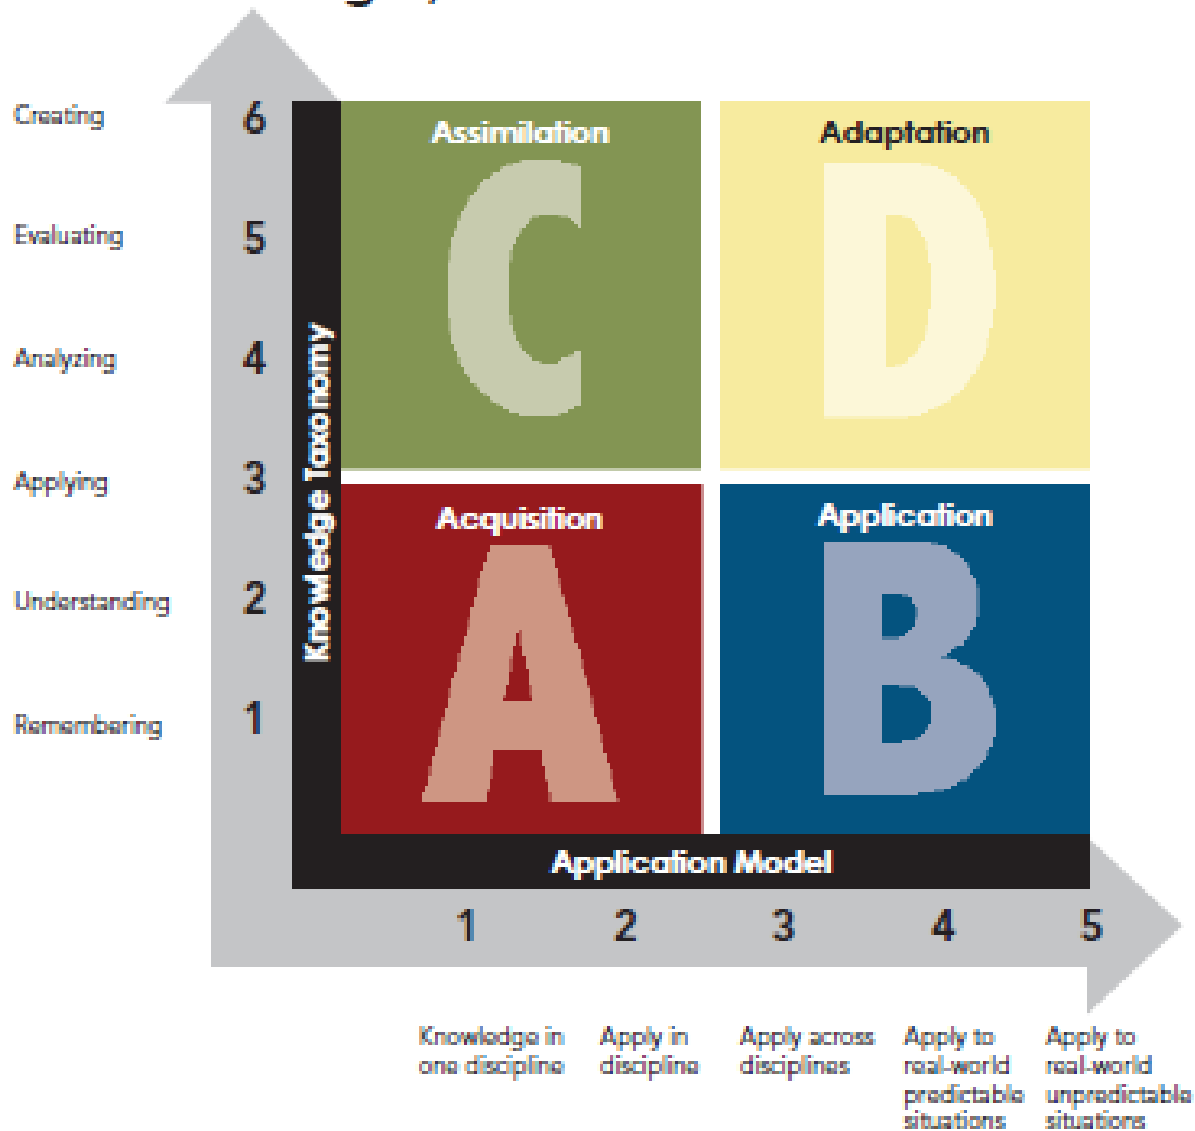 Creating
6
Assimilation
C
Adaptation
D
Evaluating
5
Analyzing
4
Knowledge Taxonomy
Applying
3
Acquisition
A
Application
B
Understanding
2
Remembering
1
Application Model
1 2 3 4 5
Knowledge in
one discipline
Apply in
discipline
Apply across
disciplines
Apply to
real-world
predictable
situations
Apply to
real-world
unpredictable
situations